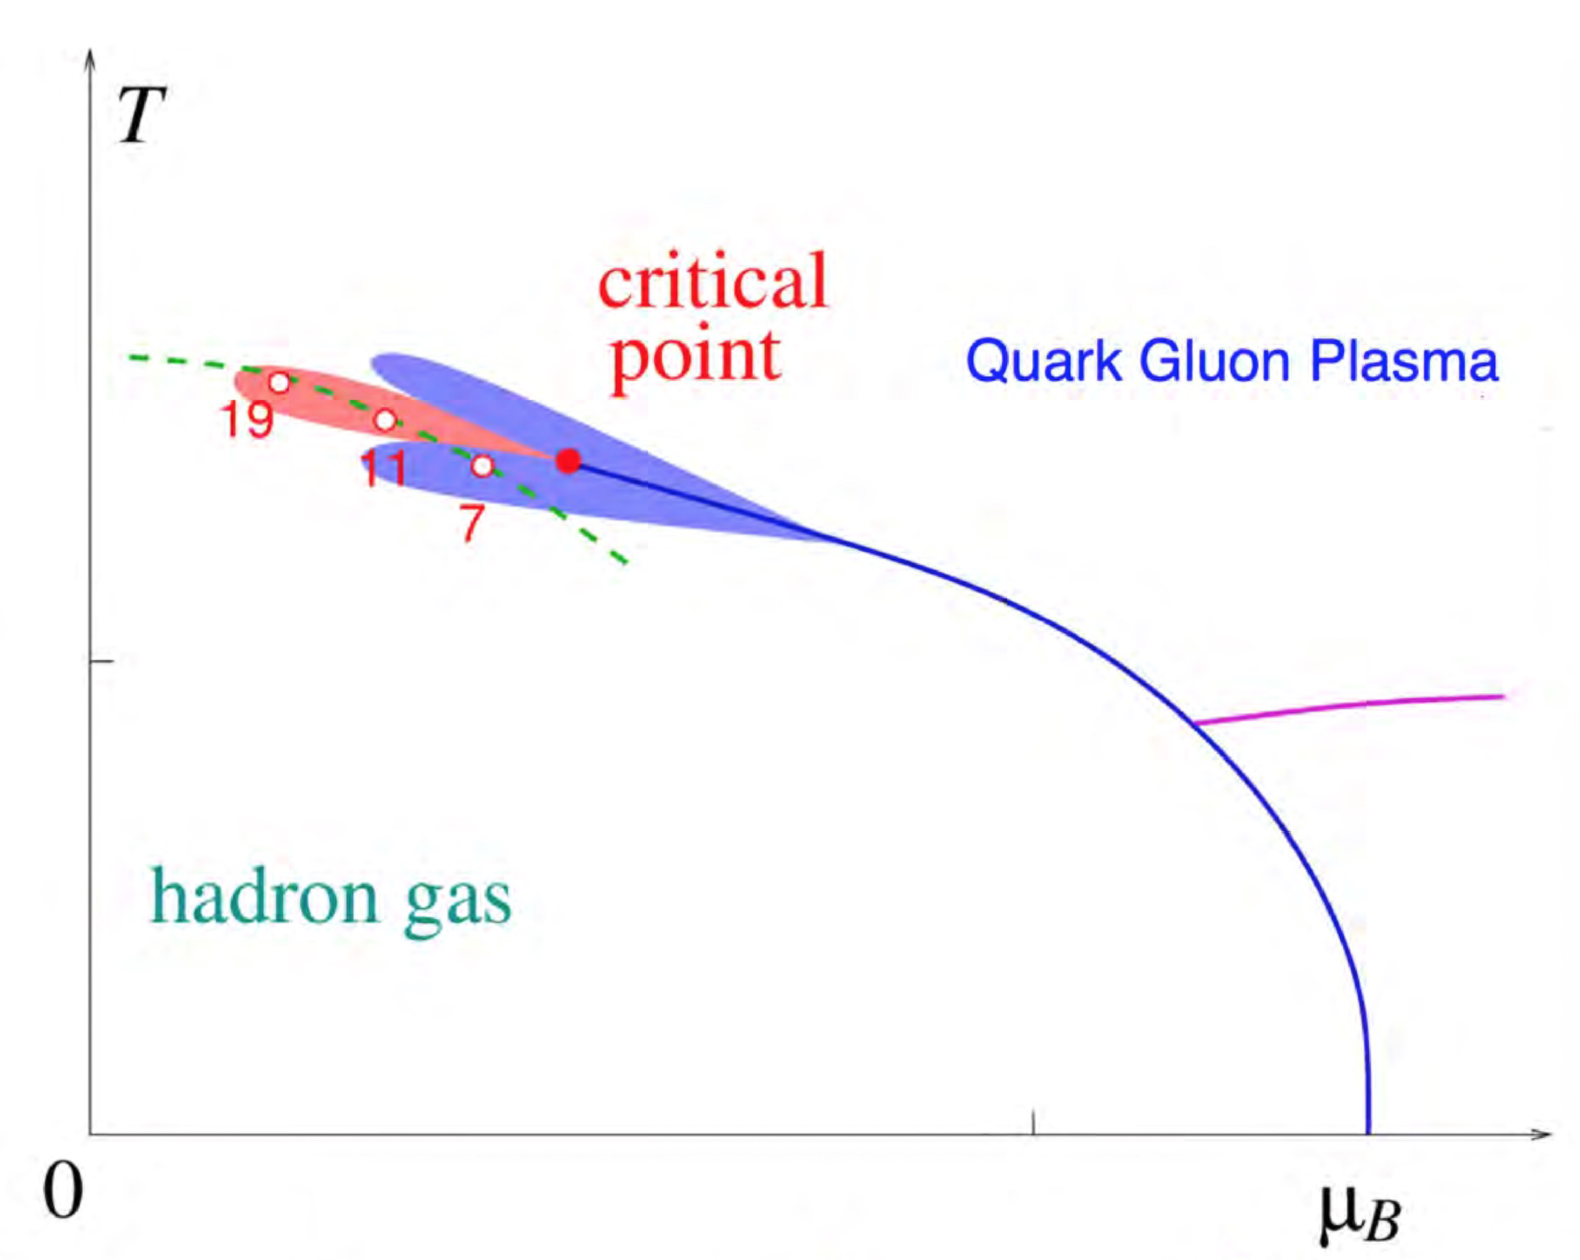 T
critical
point
Quark Gluon Plasma
19
11
7
hadron gas
0
μB